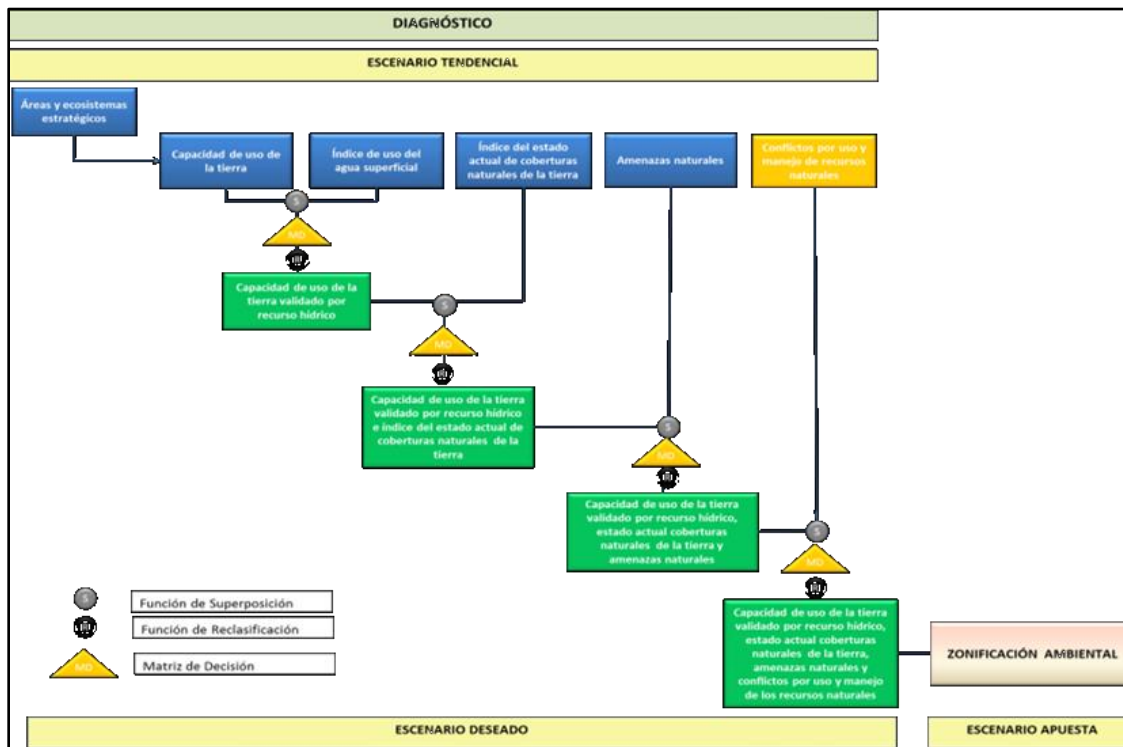 DIAGNÓSTICO
ESCENARIO TENDENCIAL
Áreas y ecosistemas
estratégicos
Capacidad de uso de
la tierra
Índice de uso del
agua superficial
Índice del estado
actual de coberturas
naturales de la tierra
Amenazas naturales
Conflictos por uso y
manejo de recursos
naturales
S
MD
Capacidad de uso de la
tierra validado por
recurso hídrico
S
MD
Capacidad de uso de la tierra
validado por recurso hídrico
e índice del estado actual de
coberturas naturales de la
tierra
S
MD
Capacidad de uso de la tierra
validado por recurso hídrico,
estado actual coberturas
naturales de la tierra y
amenazas naturales
S
MD
Capacidad de uso de la tierra
validado por recurso hídrico,
estado actual coberturas
naturales de la tierra,
amenazas naturales y
conflictos por uso y manejo
de los recursos naturales
ZONIFICACIÓN AMBIENTAL
S
Función de Superposición
Función de Reclasificación
MD
Matriz de Decisión
ESCENARIO DESEADO
ESCENARIO APUESTA